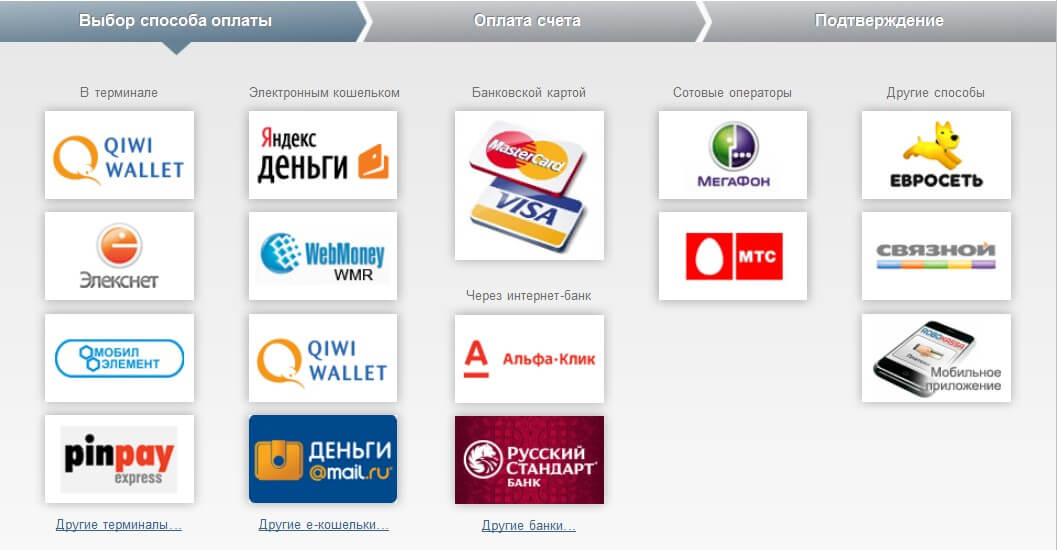 Выбор способа оплаты
Оплата счета
Подтверждение
В терминале
QIWI
WALLET
Элекснет
МОБИЛ
ЭЛЕМЕНТ
pinpay
express
Другие терминалы...
Электронным кошельком
Яндекс
деньги
WebMoney
WMR
QIWI
WALLET
ДЕНЬГИ
@mail.ru
Другие е-кошельки...
Банковской картой
MasterCard
VISA
Через интернет-банк
А
Альфа·Клик
Русский
Стандарт
БАНК
Другие банки...
Сотовые операторы
МегаФон
МТС
Другие способы
ЕВРОСЕТЬ
СВЯЗНОЙ
ROBOKASSA
Мобильное
приложение